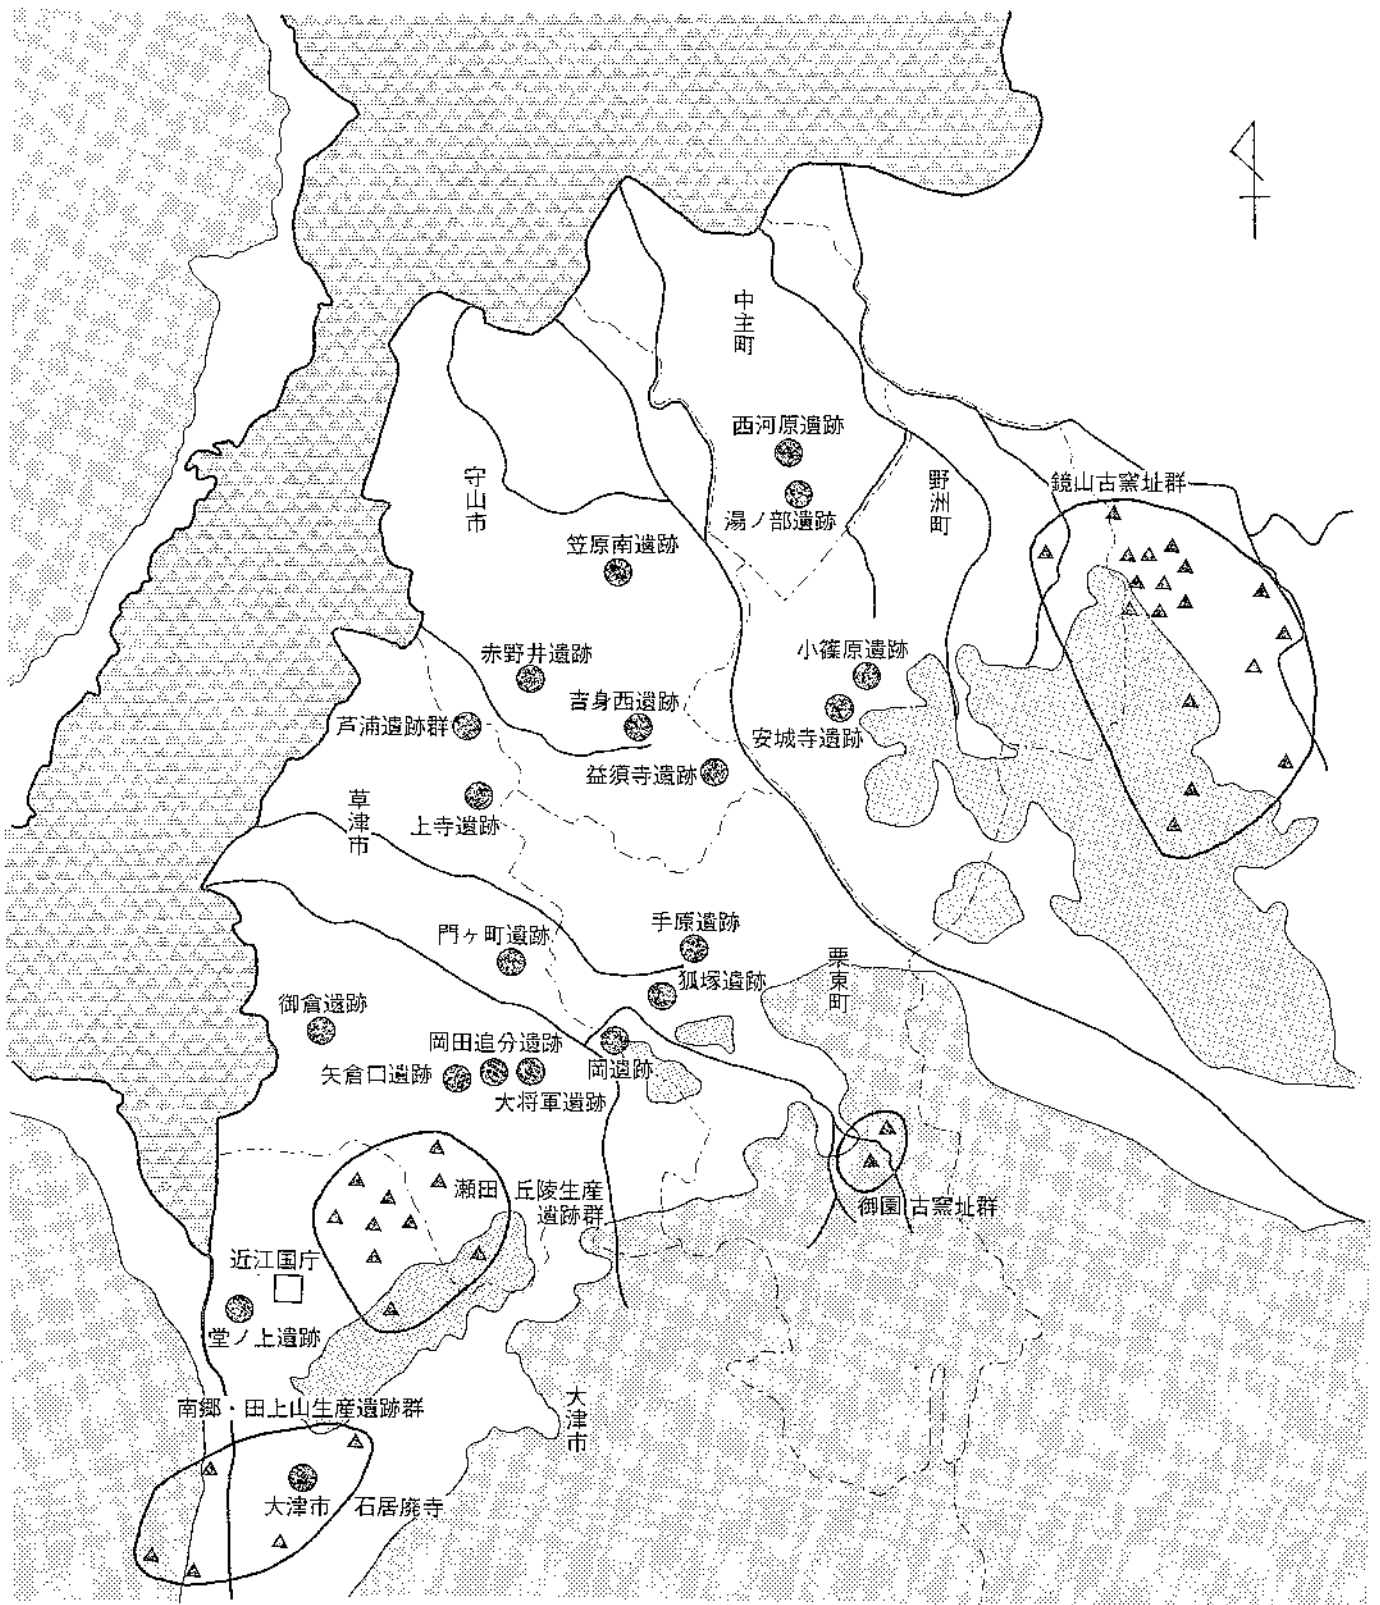 中主町
西河原遺跡
守山市
野洲町
鏡山古窯址群
湯ノ部遺跡
笠原南遺跡
小篠原遺跡
赤野井遺跡
吉身西遺跡
芦浦遺跡群
安城寺遺跡
益須寺遺跡
草津市
上寺遺跡
手原遺跡
門ヶ町遺跡
栗東町
狐塚遺跡
御倉遺跡
岡田追分遺跡
岡遺跡
矢倉口遺跡
大将軍遺跡
瀬田 丘陵生産
遺跡群
御園 古窯址群
近江国庁
堂ノ上遺跡
大津市
南郷・田上山生産遺跡群
大津市 石居廃寺